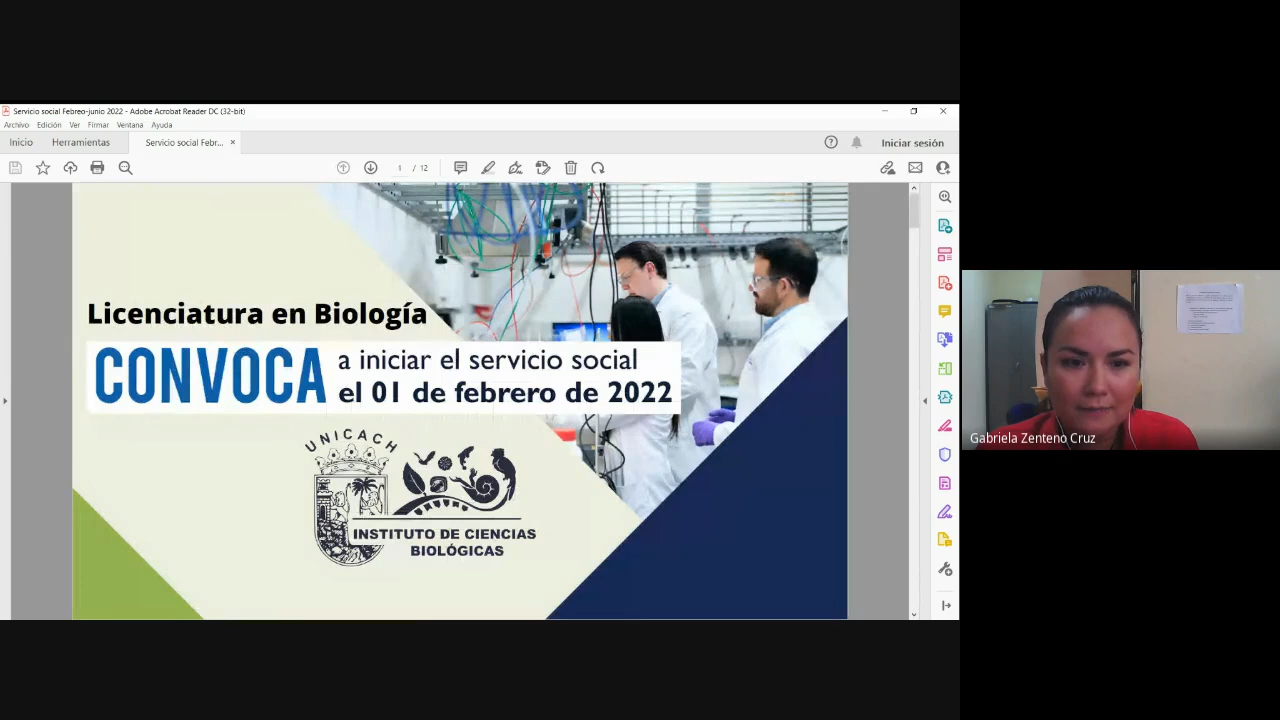 Servicio social Febreo-junio 2022 - Adobe Acrobat Reader DC (32-bit)
Archivo Edición Ver Firmar Ventana Ayuda
Inicio Herramientas Servicio social Febr... × Iniciar sesión
1 / 12
Licenciatura en Biología
CONVOCA a iniciar el servicio social
el 01 de febrero de 2022
UNICACH
INSTITUTO DE CIENCIAS
BIOLÓGICAS
Gabriela Zenteno Cruz